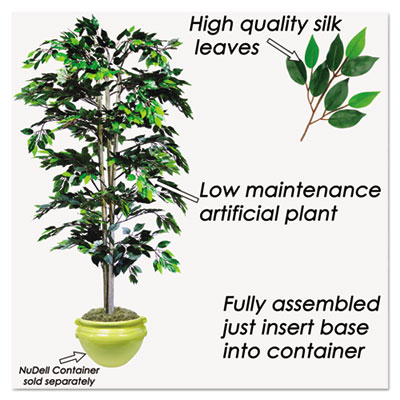 High quality silk
leaves
Low maintenance
artificial plant
Fully assembled
just insert base
into container
NuDell Container
sold separately